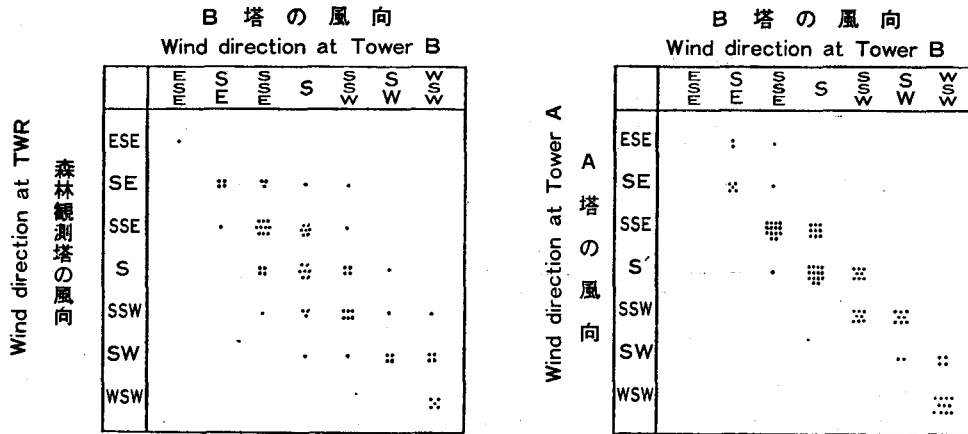 B 塔 の 風 向
Wind direction at Tower B
ESE SE SSE S SSW SW WSW
Wind direction at TWR
森林観測塔の風向
ESE
SE
SSE
S
SSW
SW
WSW
B 塔 の 風 向
Wind direction at Tower B
ESE SE SSE S SSW SW WSW
Wind direction at Tower A
A 塔 の 風 向
ESE
SE
SSE
S′
SSW
SW
WSW